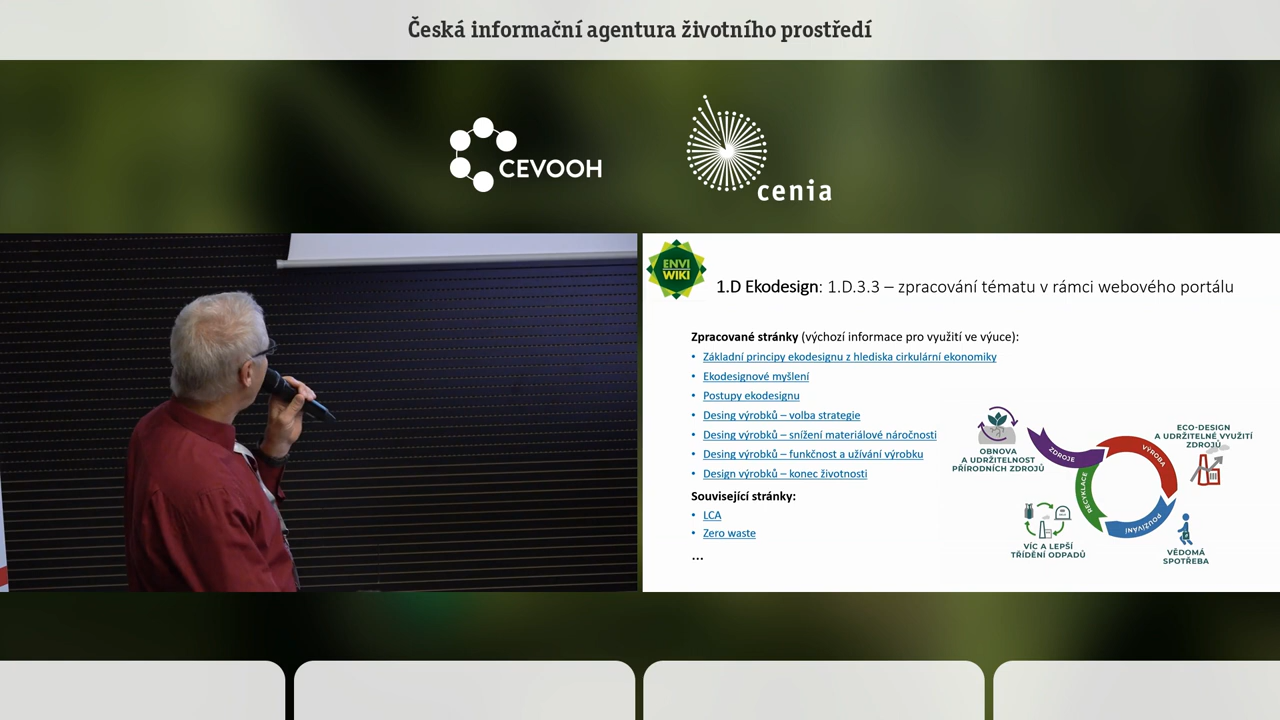 Česká informační agentura životního prostředí
CEVOOH
cenia
ENVI
WIKI
1.D Ekodesign: 1.D.3.3 – zpracování tématu v rámci webového portálu
Zpracované stránky (výchozí informace pro využití ve výuce):
• Základní principy ekodesignu z hlediska cirkulární ekonomiky
• Ekodesignové myšlení
• Postupy ekodesignu
• Desing výrobků – volba strategie
• Desing výrobků – snížení materiálové náročnosti
• Desing výrobků – funkčnost a užívání výrobku
• Design výrobků – konec životnosti
Související stránky:
• LCA
• Zero waste
...
OBNOVA
A UDRŽITELNOST
PŘÍRODNÍCH ZDROJŮ
ZDROJE
VÝROBA
ECO-DESIGN
A UDRŽITELNÉ VYUŽITÍ
ZDROJŮ
RECYKLACE
POUŽÍVÁNÍ
VÍC A LEPŠÍ
TŘÍDĚNÍ ODPADŮ
VĚDOMÁ
SPOTŘEBA